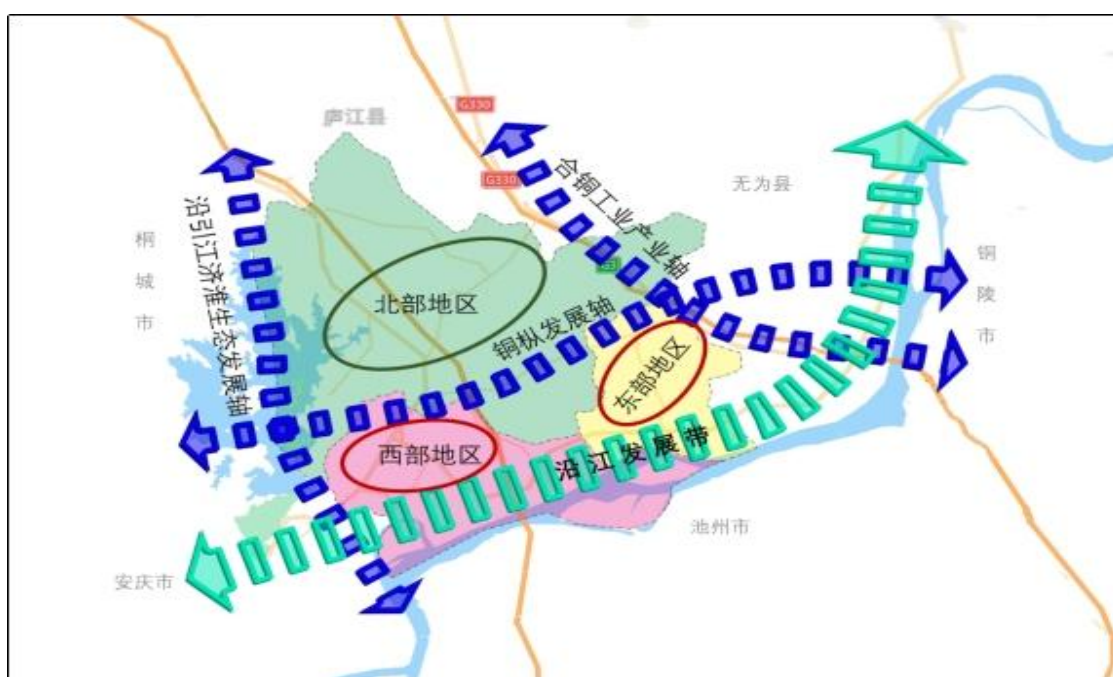 G330
庐江县
G330
合铜工业产业轴
无为县
沿引江济淮生态发展轴
桐城市
铜陵市
北部地区
铜枞发展轴
东部地区
西部地区
沿江发展带
池州市
安庆市